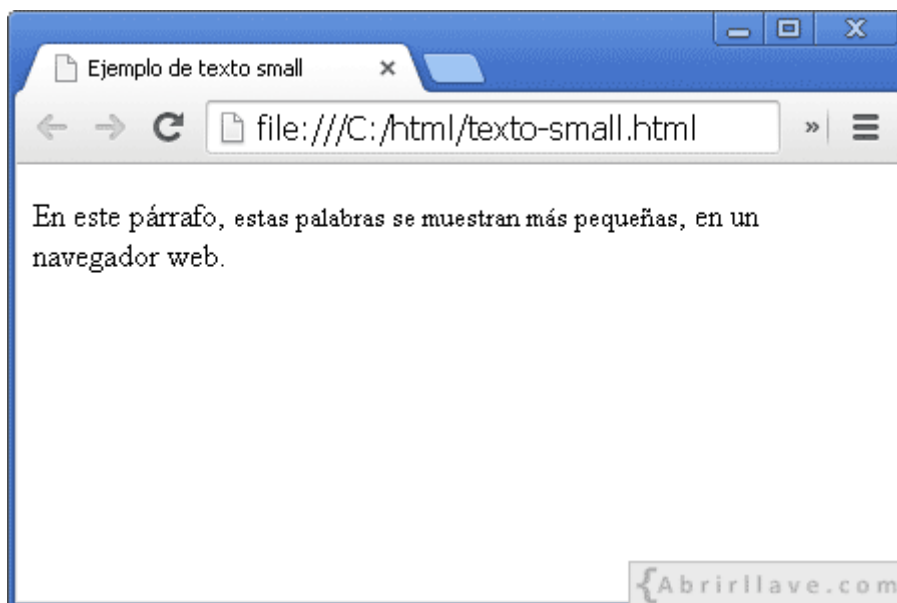 Ejemplo de texto small
file:///C:/html/texto-small.html
En este párrafo, estas palabras se muestran más pequeñas, en un
navegador web.
{Abrirllave.com